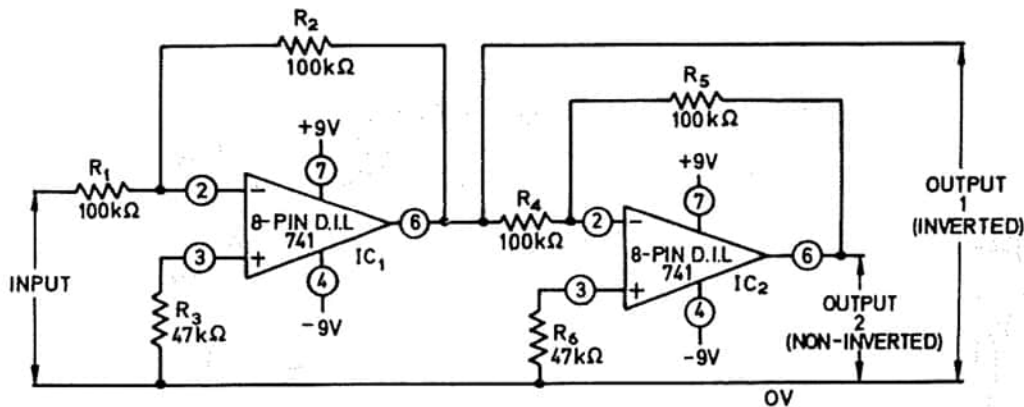 R2
100kΩ
R5
100kΩ
+9V
7
+9V
7
R1
100kΩ
2
−
8-PIN D.I.L
741
6
R4
100kΩ
2
−
8-PIN D.I.L
741
6
OUTPUT
1
(INVERTED)
3
+
IC1
4
−9V
3
+
IC2
4
−9V
INPUT
R3
47kΩ
R6
47kΩ
OUTPUT
2
(NON-INVERTED)
OV